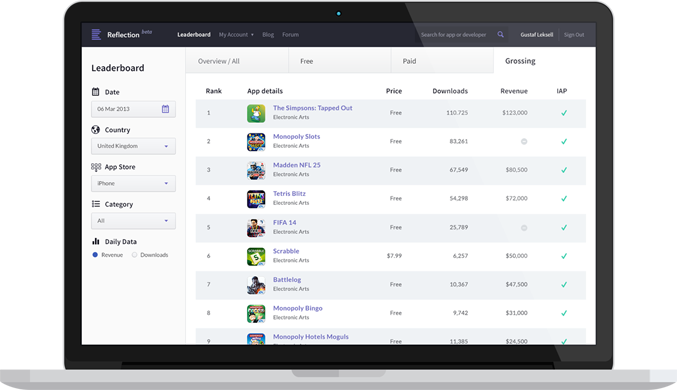 Reflection beta
Leaderboard
My Account
Blog
Forum
Search for app or developer
Gustaf Leksell
Sign Out
Leaderboard
Date
06 Mar 2013
Country
United Kingdom
App Store
iPhone
Category
All
Daily Data
Revenue Downloads
Overview / All
Free
Paid
Grossing
Rank App details Price Downloads Revenue IAP
1 The Simpsons: Tapped Out Free 110,725 $123,000
Electronic Arts
2 Monopoly Slots Free 83,261
Electronic Arts
3 Madden NFL 25 Free 67,549 $80,500
Electronic Arts
4 Tetris Blitz Free 54,298 $72,000
Electronic Arts
5 FIFA 14 Free 25,789
Electronic Arts
6 Scrabble $7.99 6,257 $50,000
Electronic Arts
7 Battlelog Free 10,367 $47,500
Electronic Arts
8 Monopoly Bingo Free 9,742 $31,000
Electronic Arts
9 Monopoly Hotels Moguls Free 11,385 $24,500